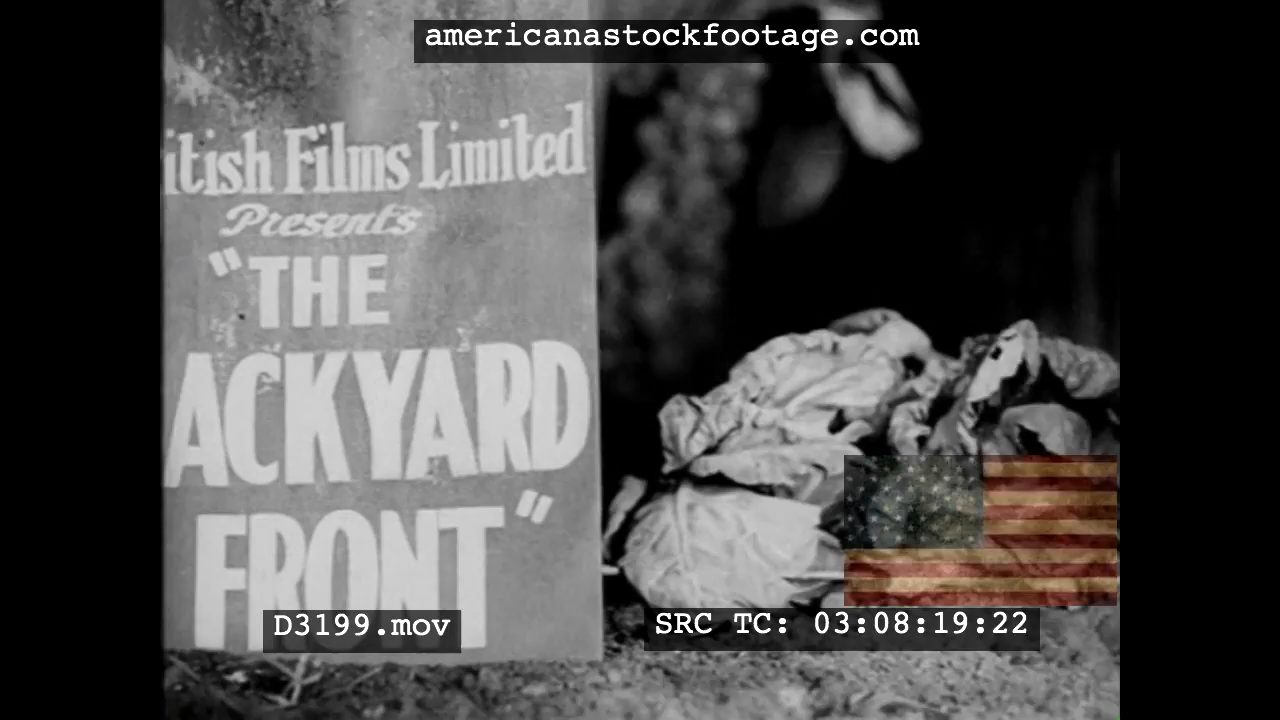 americanastockfootage.com
itish Films Limited
Presents
"THE
ACKYARD
FRONT"
D3199.mov
SRC TC: 03:08:19:22